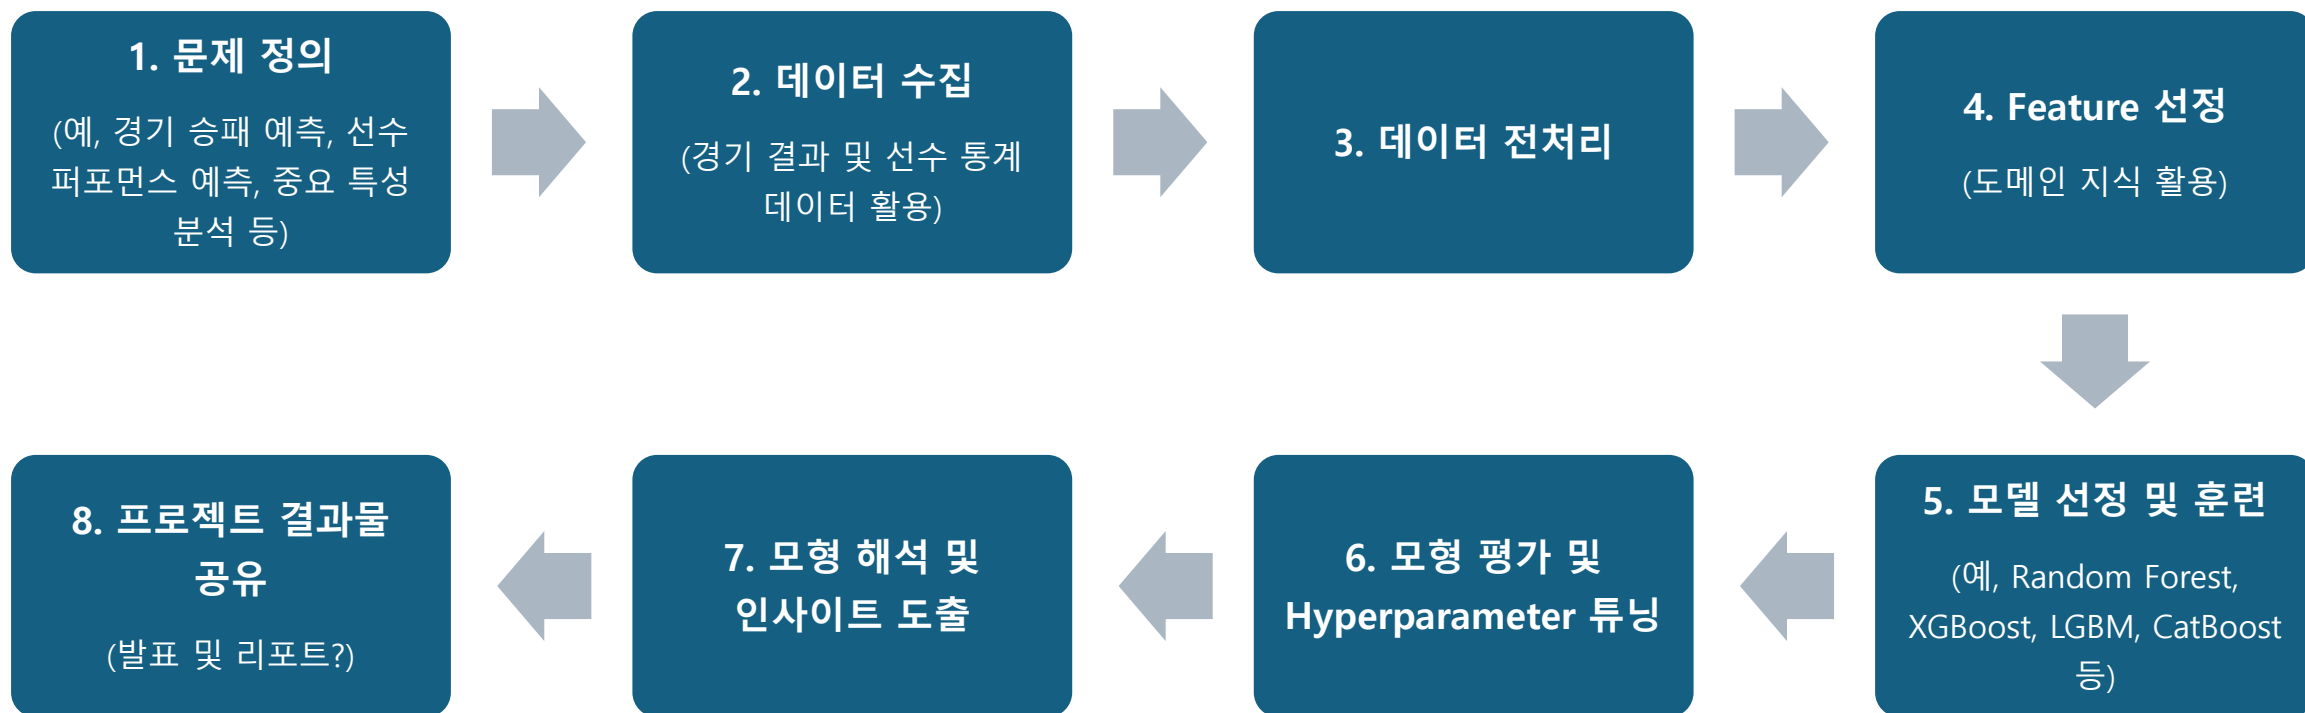 1. 문제 정의
(예, 경기 승패 예측, 선수
퍼포먼스 예측, 중요 특성
분석 등)
2. 데이터 수집
(경기 결과 및 선수 통계
데이터 활용)
3. 데이터 전처리
4. Feature 선정
(도메인 지식 활용)
5. 모델 선정 및 훈련
(예, Random Forest,
XGBoost, LGBM, CatBoost
등)
6. 모형 평가 및
Hyperparameter 튜닝
7. 모형 해석 및
인사이트 도출
8. 프로젝트 결과물
공유
(발표 및 리포트?)